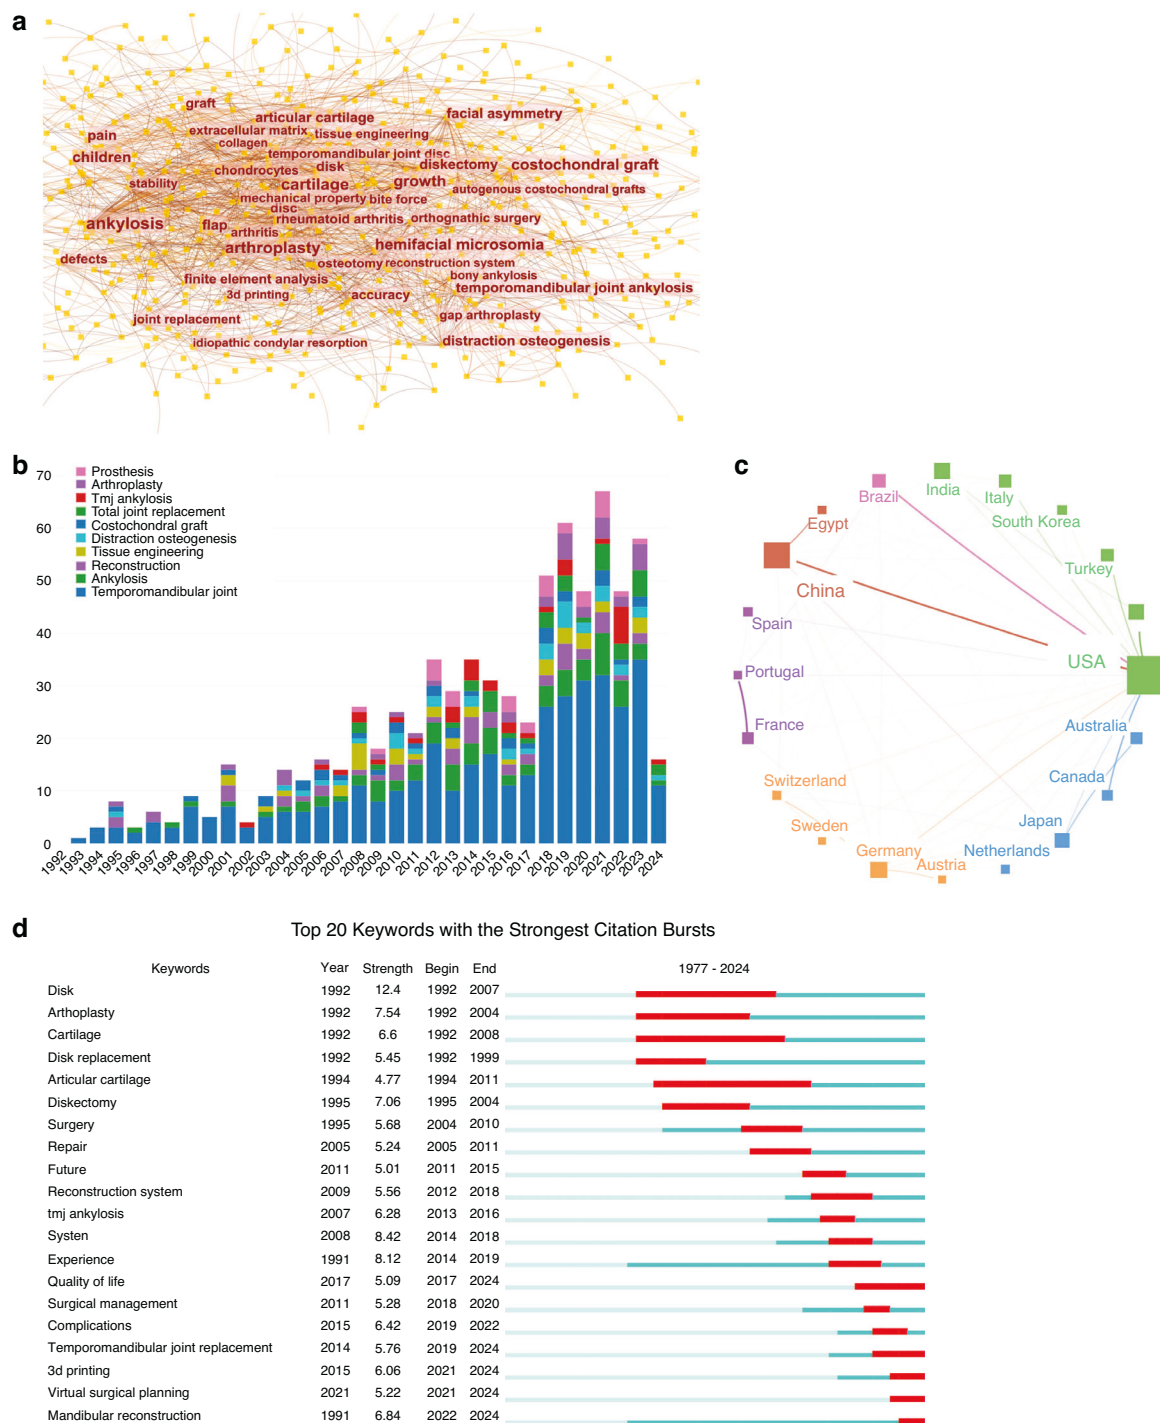 a
graft
articular cartilage
facial asymmetry
extracellular matrix
tissue engineering
pain
collagen
children
temporomandibular joint disc
diskectomy
costochondral graft
chondrocytes
disk
stability
cartilage
growth
autogenous costochondral grafts
mechanical property
bite force
disc
ankylosis
flap
rheumatoid arthritis
orthognathic surgery
arthritis
arthroplasty
hemifacial microsomia
defects
osteotomy
reconstruction system
finite element analysis
bony ankylosis
3d printing
accuracy
temporomandibular joint ankylosis
joint replacement
gap arthroplasty
idiopathic condylar resorption
distraction osteogenesis
b
70
60
50
40
30
20
10
0
Prosthesis
Arthroplasty
Tmj ankylosis
Total joint replacement
Costochondral graft
Distraction osteogenesis
Tissue engineering
Reconstruction
Ankylosis
Temporomandibular joint
1992 1993 1994 1995 1996 1997 1998 1999 2000 2001 2002 2003 2004 2005 2006 2007 2008 2009 2010 2011 2012 2013 2014 2015 2016 2017 2018 2019 2020 2021 2022 2023 2024
c
Brazil
India
Italy
Egypt
South Korea
Turkey
China
Spain
USA
Portugal
France
Australia
Switzerland
Canada
Sweden
Japan
Germany
Netherlands
Austria
d
Top 20 Keywords with the Strongest Citation Bursts
Keywords Year Strength Begin End 1977 - 2024
Disk 1992 12.4 1992 2007
Arthoplasty 1992 7.54 1992 2004
Cartilage 1992 6.6 1992 2008
Disk replacement 1992 5.45 1992 1999
Articular cartilage 1994 4.77 1994 2011
Diskectomy 1995 7.06 1995 2004
Surgery 1995 5.68 2004 2010
Repair 2005 5.24 2005 2011
Future 2011 5.01 2011 2015
Reconstruction system 2009 5.56 2012 2018
tmj ankylosis 2007 6.28 2013 2016
Systen 2008 8.42 2014 2018
Experience 1991 8.12 2014 2019
Quality of life 2017 5.09 2017 2024
Surgical management 2011 5.28 2018 2020
Complications 2015 6.42 2019 2022
Temporomandibular joint replacement 2014 5.76 2019 2024
3d printing 2015 6.06 2021 2024
Virtual surgical planning 2021 5.22 2021 2024
Mandibular reconstruction 1991 6.84 2022 2024